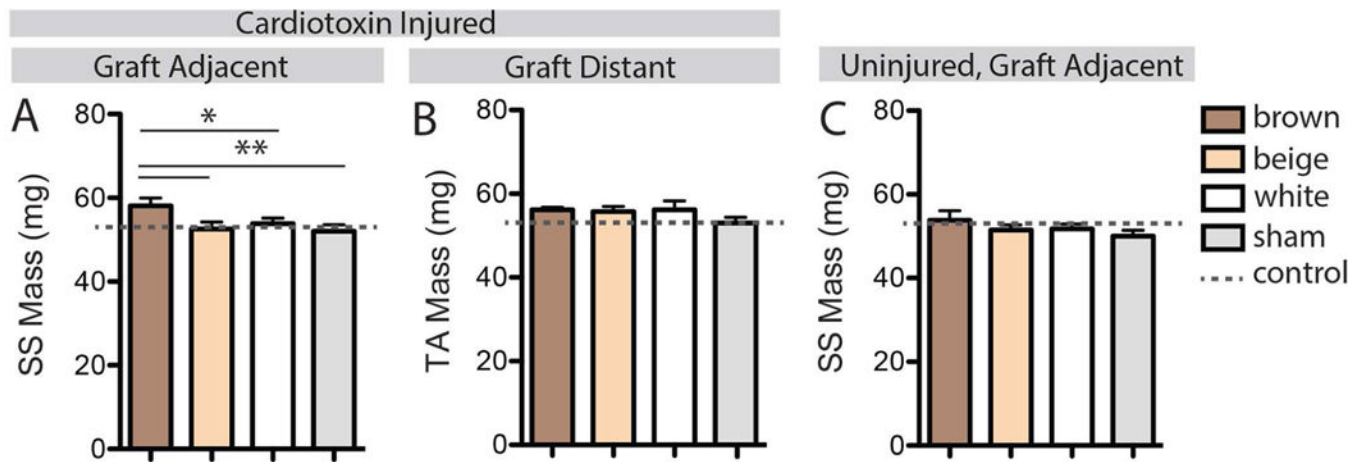 Cardiotoxin Injured
Graft Adjacent
Graft Distant
Uninjured, Graft Adjacent
A
80
60
40
20
0
SS Mass (mg)
*
**
B
80
60
40
20
0
TA Mass (mg)
C
80
60
40
20
0
SS Mass (mg)
brown
beige
white
sham
control